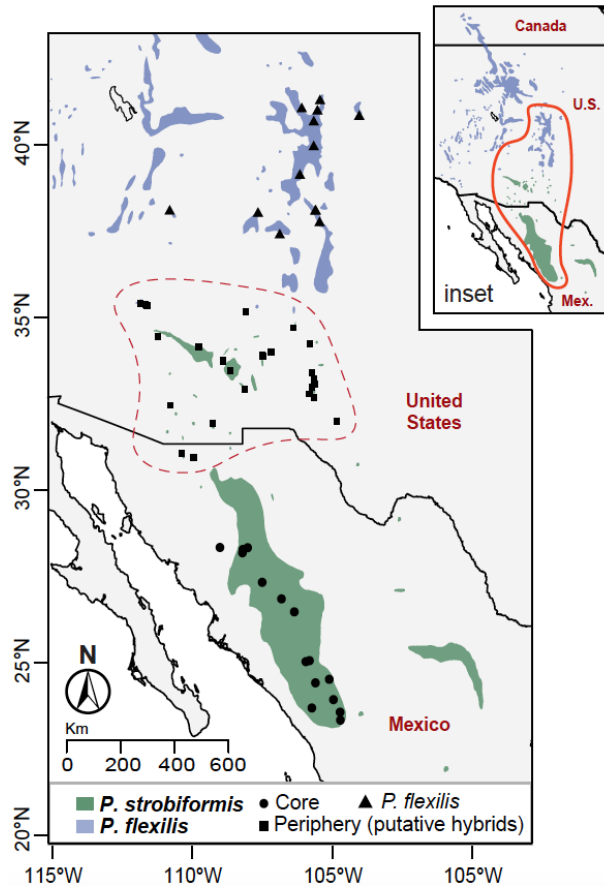 Canada
U.S.
Mex.
inset
40°N
35°N
30°N
25°N
20°N
United
States
Mexico
N
Km
0 200 400 600
P. strobiformis
Core
P. flexilis
P. flexilis
Periphery (putative hybrids)
115°W 110°W 105°W 105°W